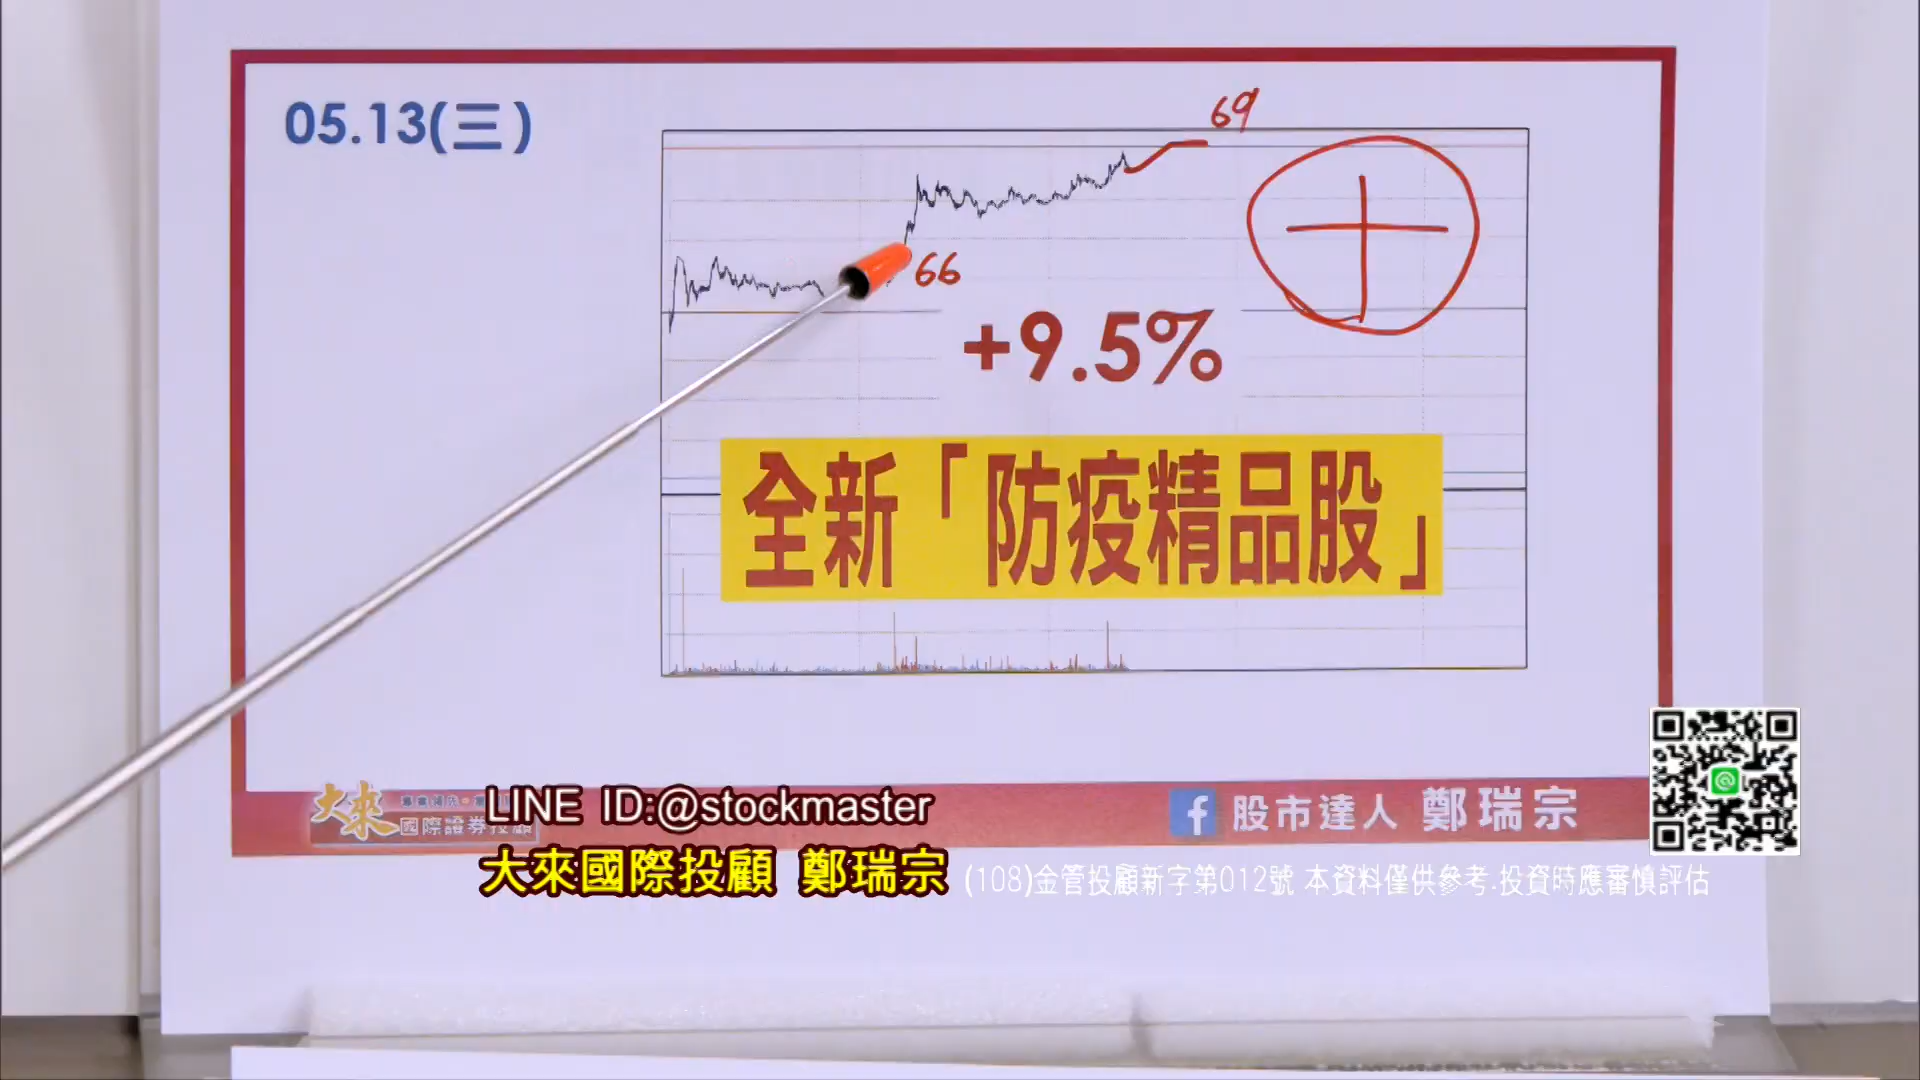 05.13(三)
69
66
+9.5%
全新「防疫精品股」
大來
國際證券投顧
LINE ID:@stockmaster
股市達人 鄭瑞宗
大來國際投顧 鄭瑞宗
(108)金管投顧新字第012號 本資料僅供參考.投資時應審慎評估